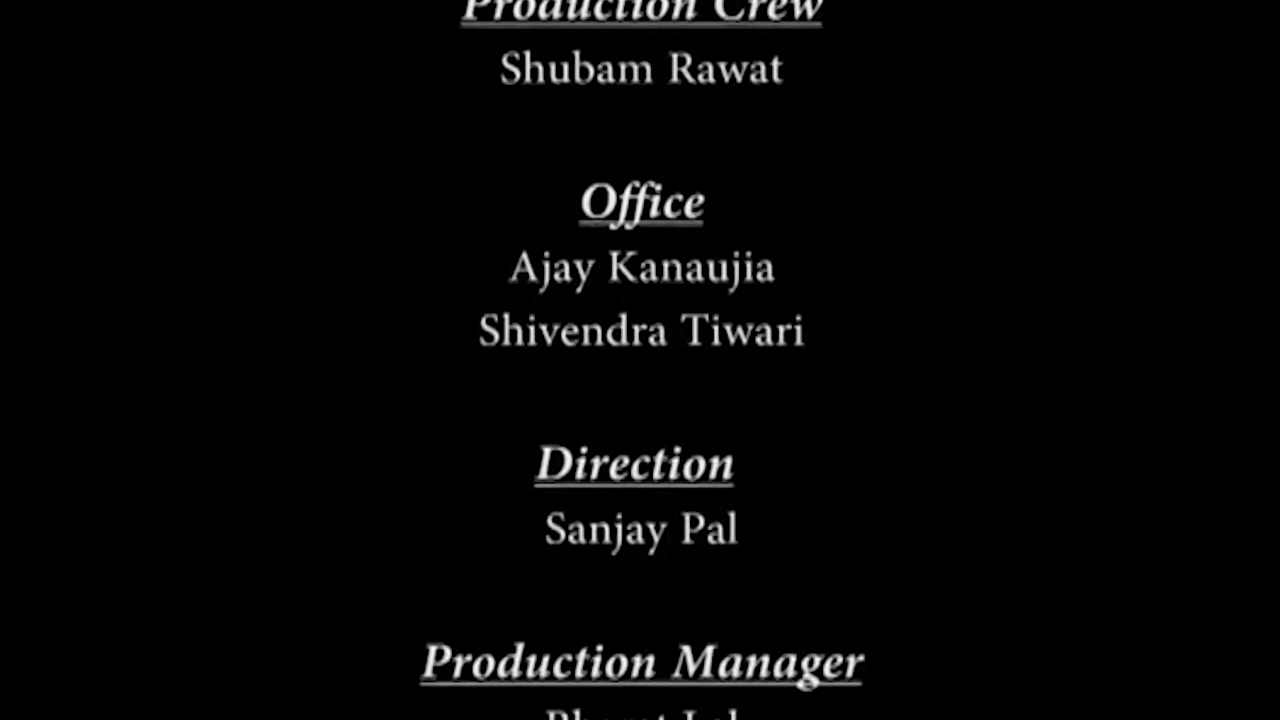 Production Crew
Shubam Rawat
Office
Ajay Kanaujia
Shivendra Tiwari
Direction
Sanjay Pal
Production Manager